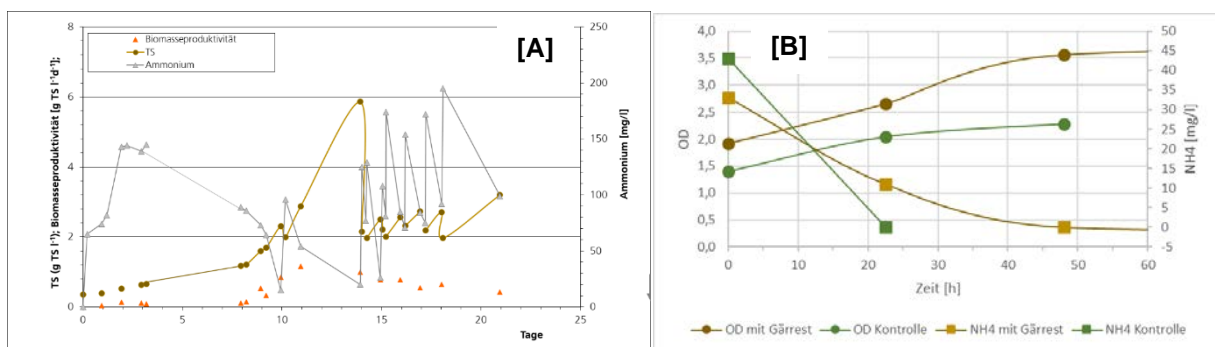 [A]
Biomasseproduktivität
TS
Ammonium
TS (g TS l⁻¹); Biomasseproduktivität [g TS l⁻¹d⁻¹];
8
6
4
2
0
250
200
150
100
50
0
Ammonium [mg/l]
0
5
10
15
20
25
Tage
[B]
OD
4,0
3,5
3,0
2,5
2,0
1,5
1,0
0,5
0,0
50
45
40
35
30
25
20
15
10
5
0
-5
NH4 [mg/l]
0
20
40
60
80
Zeit [h]
OD mit Gärrest
OD Kontrolle
NH4 mit Gärrest
NH4 Kontrolle